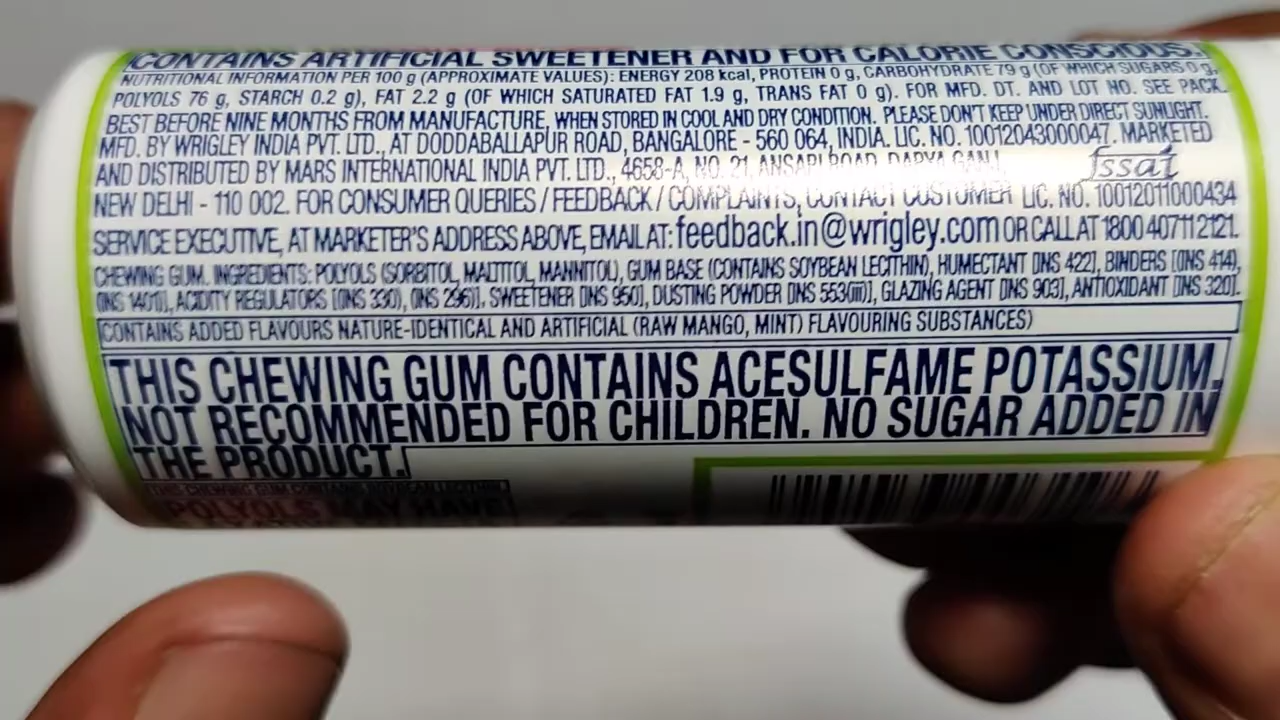 CONTAINS ARTIFICIAL SWEETENER AND FOR CALORIE CONSCIOUS.
NUTRITIONAL INFORMATION PER 100 g (APPROXIMATE VALUES): ENERGY 208 kcal, PROTEIN 0 g, CARBOHYDRATE 79 g (OF WHICH SUGARS 0 g,
POLYOLS 76 g, STARCH 0.2 g), FAT 2.2 g (OF WHICH SATURATED FAT 1.9 g, TRANS FAT 0 g). FOR MFD. DT. AND LOT NO. SEE PACK.
BEST BEFORE NINE MONTHS FROM MANUFACTURE, WHEN STORED IN COOL AND DRY CONDITION. PLEASE DON'T KEEP UNDER DIRECT SUNLIGHT.
MFD. BY WRIGLEY INDIA PVT. LTD., AT DODDABALLAPUR ROAD, BANGALORE - 560 064, INDIA. LIC. NO. 10012043000047. MARKETED
AND DISTRIBUTED BY MARS INTERNATIONAL INDIA PVT. LTD., 4658-A, NO. 21, ANSARI ROAD, DARYA GANJ fssai
NEW DELHI - 110 002. FOR CONSUMER QUERIES / FEEDBACK / COMPLAINTS, CONTACT CUSTOMER LIC. NO. 10012011000434
SERVICE EXECUTIVE, AT MARKETER'S ADDRESS ABOVE, EMAIL AT: feedback.in@wrigley.com OR CALL AT 1800 407112121.
CHEWING GUM. INGREDIENTS: POLYOLS (SORBITOL, MALTITOL, MANNITOL), GUM BASE (CONTAINS SOYBEAN LECITHIN), HUMECTANT [INS 422], BINDERS [(INS 414),
(INS 1401)], ACIDITY REGULATORS [(INS 330), (INS 296)], SWEETENER [INS 950], DUSTING POWDER [INS 553(iii)], GLAZING AGENT [INS 903], ANTIOXIDANT [INS 320].
CONTAINS ADDED FLAVOURS NATURE-IDENTICAL AND ARTIFICIAL (RAW MANGO, MINT) FLAVOURING SUBSTANCES)
THIS CHEWING GUM CONTAINS ACESULFAME POTASSIUM.
NOT RECOMMENDED FOR CHILDREN. NO SUGAR ADDED IN
THE PRODUCT.
THIS CHEWING GUM CONTAINS
POLYOLS MAY HAVE